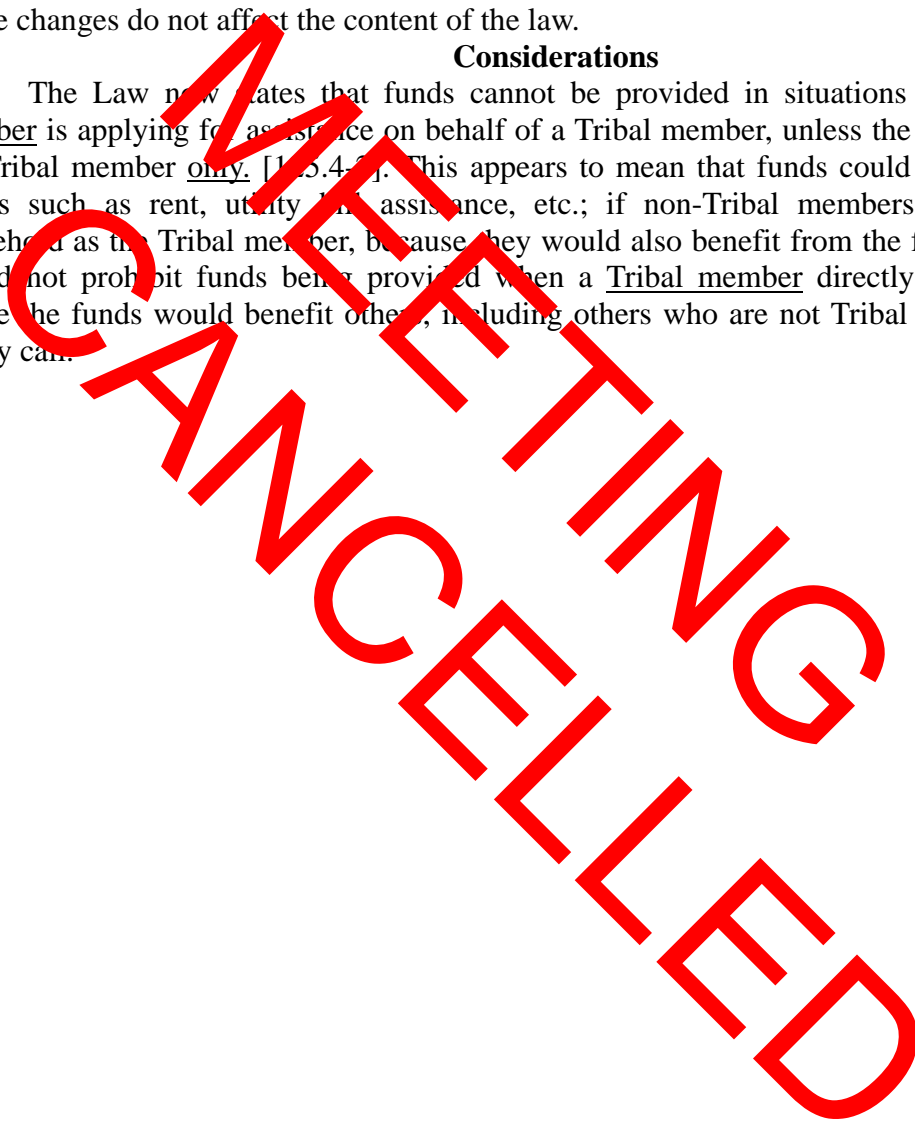 e changes do not affect the content of the law.
Considerations
The Law now states that funds cannot be provided in situations
ber is applying for assistance on behalf of a Tribal member, unless the
Tribal member only. This appears to mean that funds could
s such as rent, utility assistance, etc.; if non-Tribal members
ehold as the Tribal member, because they would also benefit from the f
d not prohibit funds being provided when a Tribal member directly
e the funds would benefit others, including others who are not Tribal
y can.
MEETING
CANCELLED